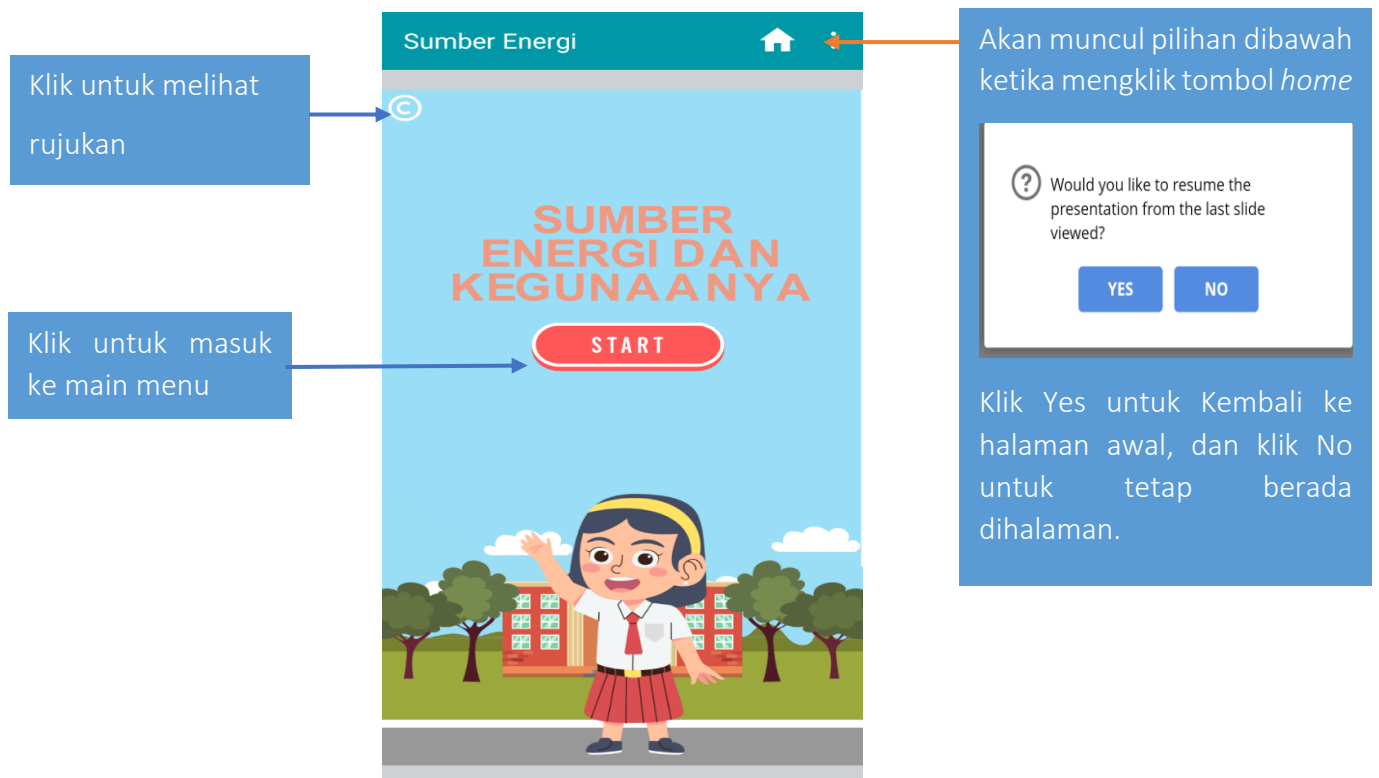 Klik untuk melihat
rujukan
Klik untuk masuk
ke main menu
Sumber Energi
©
SUMBER
ENERGI DAN
KEGUNAANYA
START
Akan muncul pilihan dibawah
ketika mengklik tombol home
? Would you like to resume the
presentation from the last slide
viewed?
YES NO
Klik Yes untuk Kembali ke
halaman awal, dan klik No
untuk tetap berada
dihalaman.